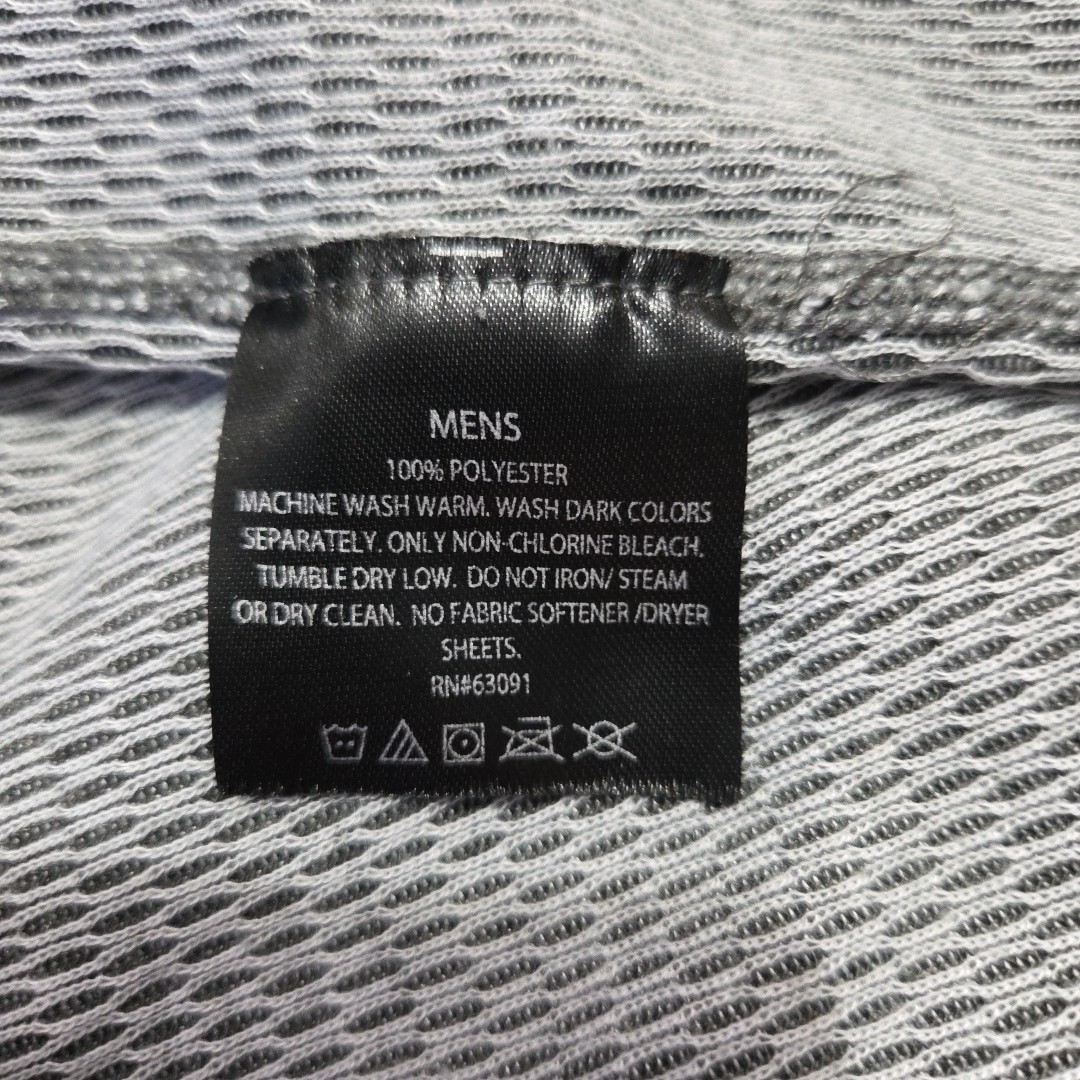 MENS
100% POLYESTER
MACHINE WASH WARM. WASH DARK COLORS
SEPARATELY. ONLY NON-CHLORINE BLEACH.
TUMBLE DRY LOW. DO NOT IRON/ STEAM
OR DRY CLEAN. NO FABRIC SOFTENER /DRYER
SHEETS.
RN#63091